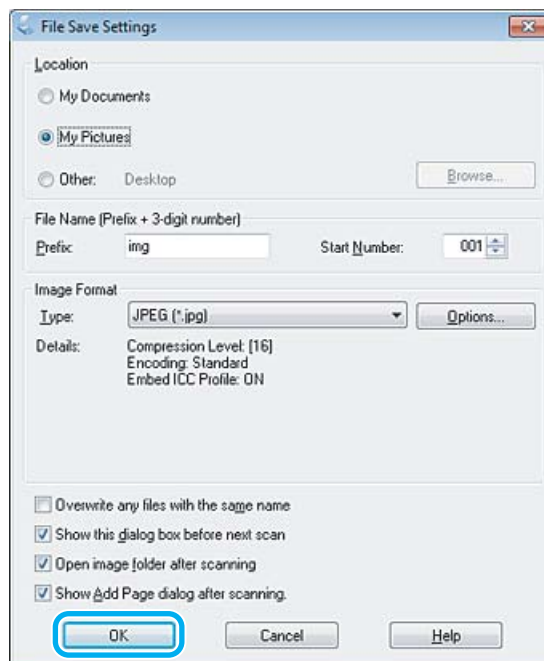 File Save Settings
Location
My Documents
My Pictures
Other: Desktop Browse...
File Name (Prefix + 3-digit number)
Prefix: img Start Number: 001
Image Format
Type: JPEG (*.jpg) Options...
Details: Compression Level: [16]
Encoding: Standard
Embed ICC Profile: ON
Overwrite any files with the same name
Show this dialog box before next scan
Open image folder after scanning
Show Add Page dialog after scanning.
OK Cancel Help